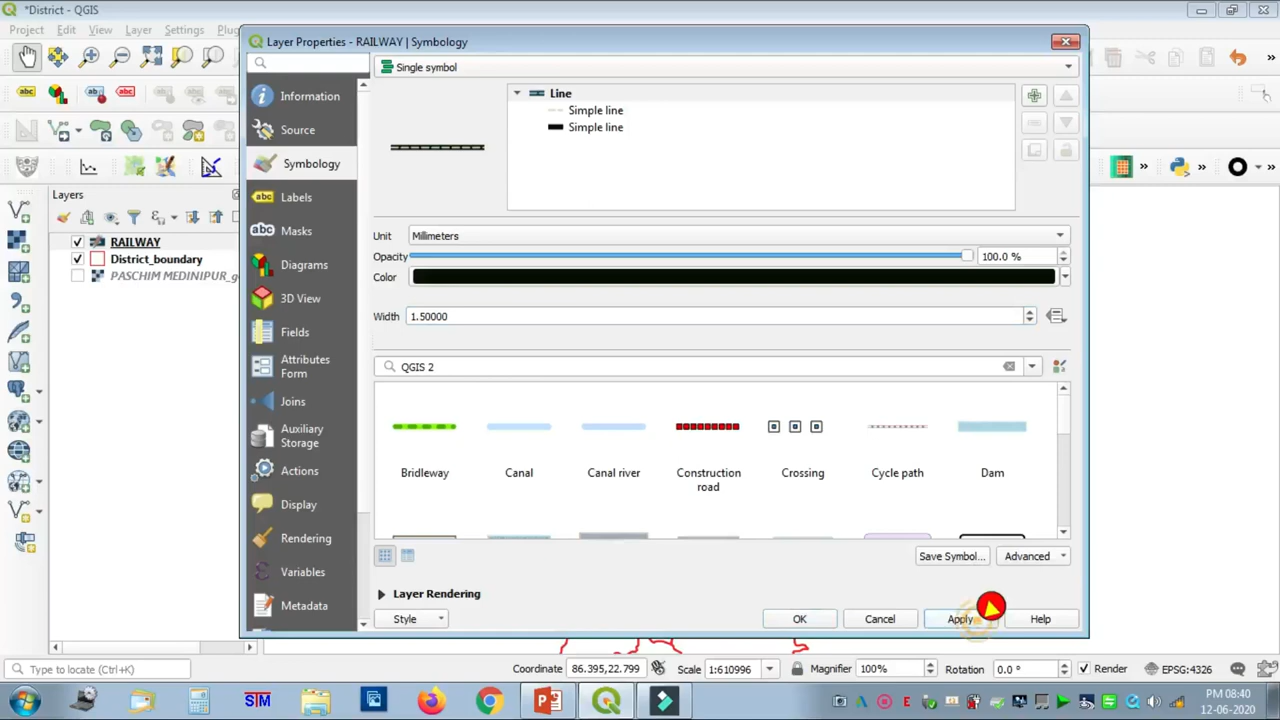 *District - QGIS
Project Edit View Layer Settings Plug
Layer Properties - RAILWAY | Symbology
Single symbol
Information
Source
Symbology
Labels
Masks
Diagrams
3D View
Fields
Attributes
Form
Joins
Auxiliary
Storage
Actions
Display
Rendering
Variables
Metadata
Line
Simple line
Simple line
Unit Milimeters
Opacity 100.0 %
Color
Width 1.50000
QGIS 2
Bridleway Canal Canal river Construction
road Crossing Cycle path Dam
Save Symbol... Advanced
Layer Rendering
Style OK Cancel Apply Help
Layers
RAILWAY
District_boundary
PASCHIM MEDINIPUR_g
Type to locate (Ctrl+K) Coordinate 86.395,22.799 Scale 1:610996 Magnifier 100% Rotation 0.0 ° Render EPSG:4326
STM
PM 08:40
12-06-2020